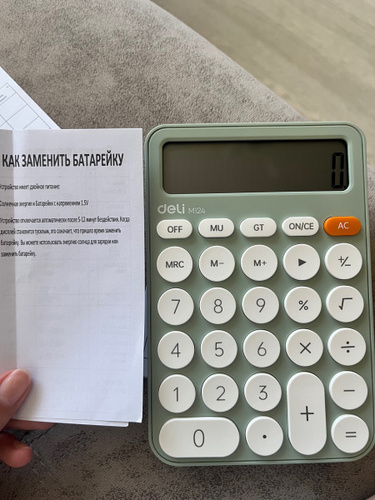 КАК ЗАМЕНИТЬ БАТАРЕЙКУ
Устройство имеет двойное питание:
Солнечная энергия и Батарейки с напряжением 1.5V
Устройство отключается автоматически после 5-12 минут бездействия. Когда
дисплей становится тусклым, это означает, что пришло время заменить
батарейку. Вы можете использовать энергию солнца для зарядки или
заменить батарейку.
0
deli M124
OFF MU GT ON/CE AC
MRC M− M+ ▶ +/−
7 8 9 % √
4 5 6 × ÷
1 2 3 + −
0 • =